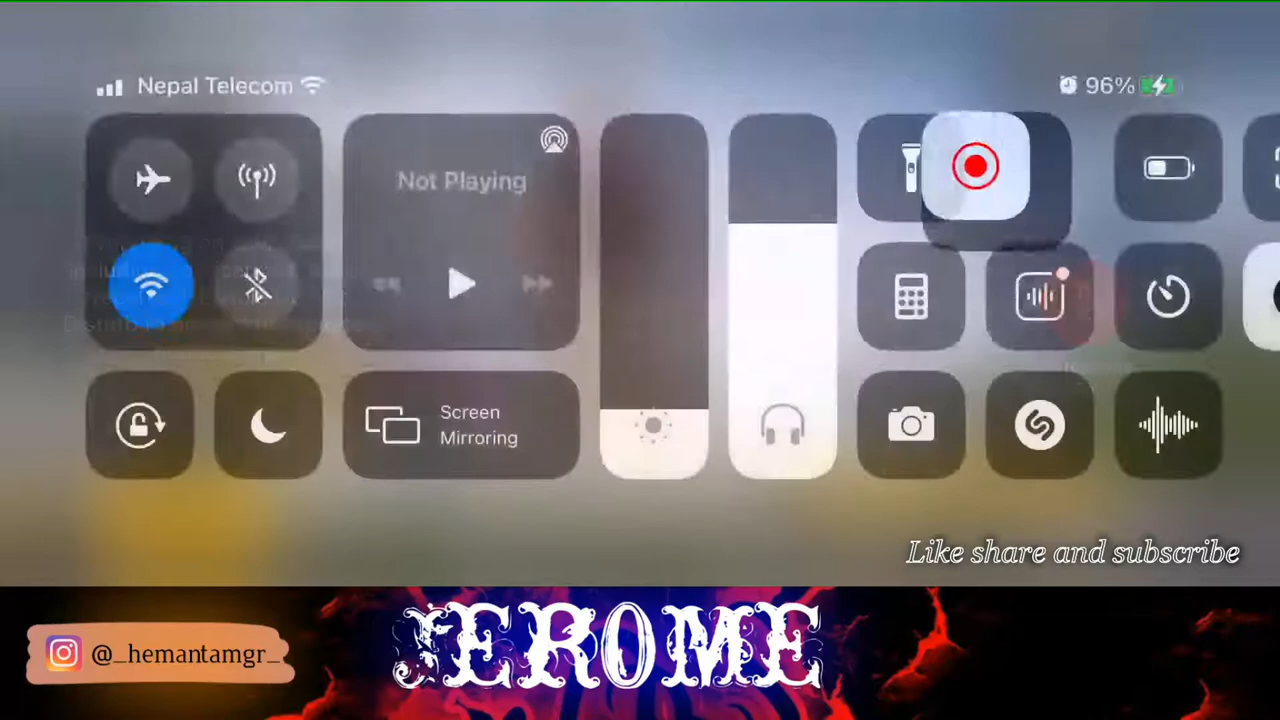 Nepal Telecom
96%
Not Playing
Screen
Mirroring
Like share and subscribe
@_hemantamgr_
JEROME